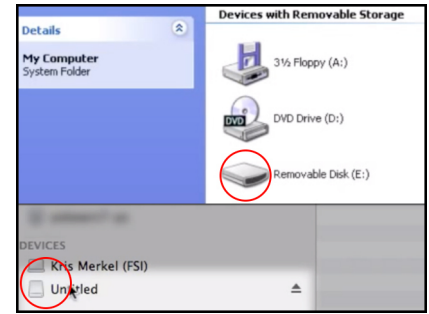 Devices with Removable Storage
Details
My Computer
System Folder
3½ Floppy (A:)
DVD
DVD Drive (D:)
Removable Disk (E:)
DEVICES
Kris Merkel (FSI)
Untitled